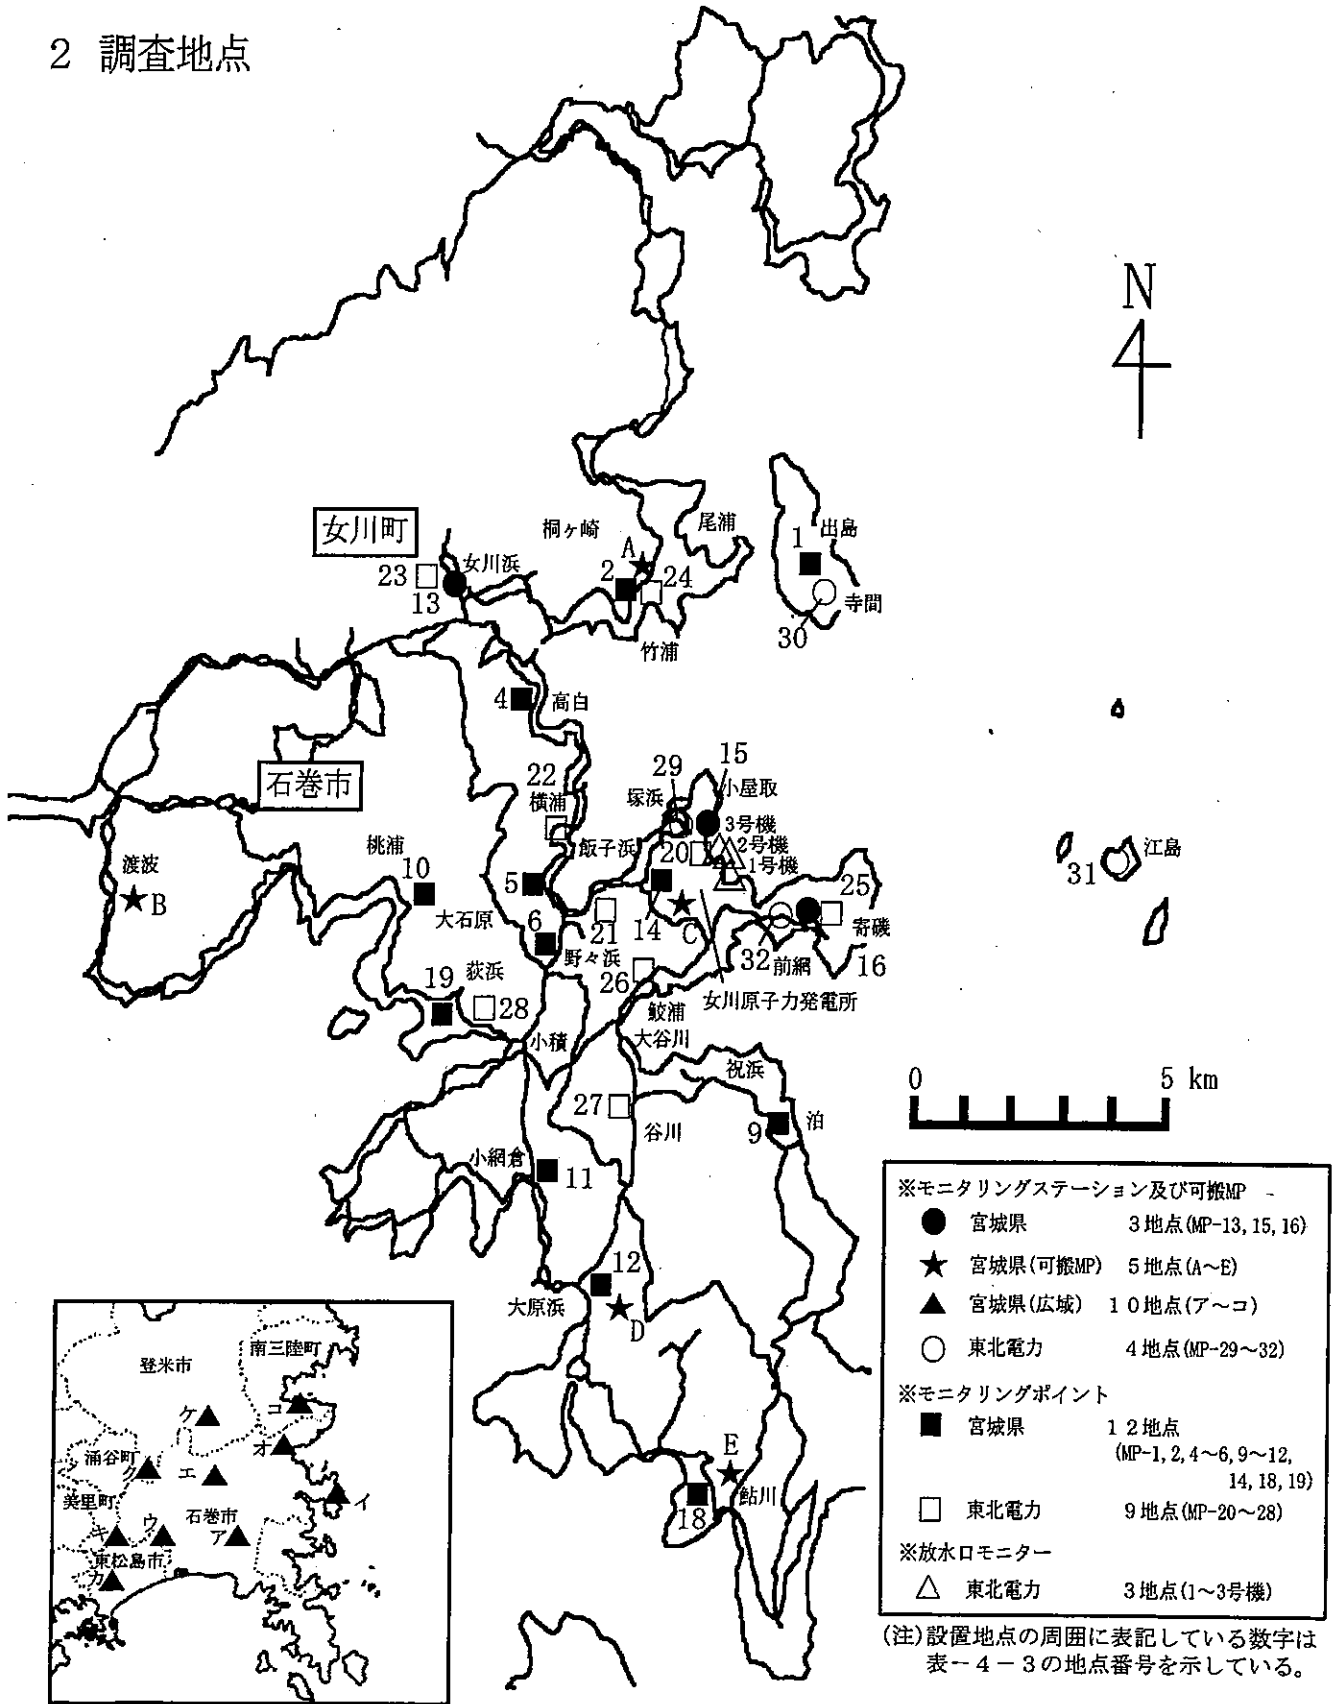 2 調査地点
N
女川町
23
13
女川浜
桐ヶ崎
A
2
24
尾浦
竹浦
1
出島
寺間
30
4
高白
石巻市
22
横浦
29
塚浜
15
小屋取
3号機
2号機
1号機
20
飯子浜
渡波
B
桃浦
10
大石原
5
6
21
14
C
野々浜
25
寄磯
16
32
前網
31
江島
26
鮫浦
女川原子力発電所
19
荻浜
28
小積
大谷川
祝浜
27
谷川
9
泊
0 5 km
小網倉
11
12
大原浜
D
E
18
鮎川
登米市
南三陸町
ケ
コ
オ
涌谷町
ク
エ
イ
美里町
石巻市
キ
ウ
ア
東松島市
カ
※モニタリングステーション及び可搬MP
● 宮城県 3地点(MP-13,15,16)
★ 宮城県(可搬MP) 5地点(A~E)
▲ 宮城県(広域) 10地点(ア~コ)
○ 東北電力 4地点(MP-29~32)
※モニタリングポイント
■ 宮城県 12地点
(MP-1,2,4~6,9~12,
14,18,19)
□ 東北電力 9地点(MP-20~28)
※放水口モニター
△ 東北電力 3地点(1~3号機)
(注)設置地点の周囲に表記している数字は
表-4-3の地点番号を示している。